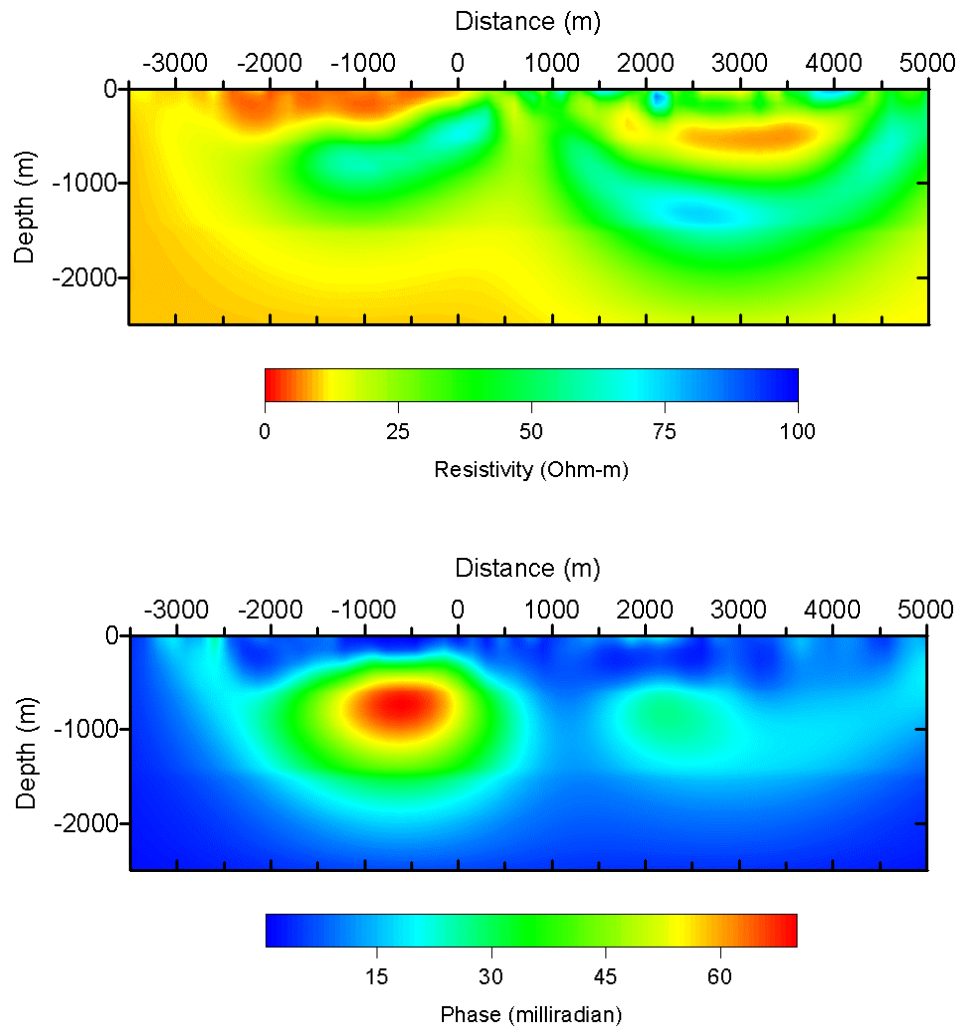 Distance (m)
-3000 -2000 -1000 0 1000 2000 3000 4000 5000
0
-1000
-2000
Depth (m)
0 25 50 75 100
Resistivity (Ohm-m)
Distance (m)
-3000 -2000 -1000 0 1000 2000 3000 4000 5000
0
-1000
-2000
Depth (m)
15 30 45 60
Phase (milliradian)